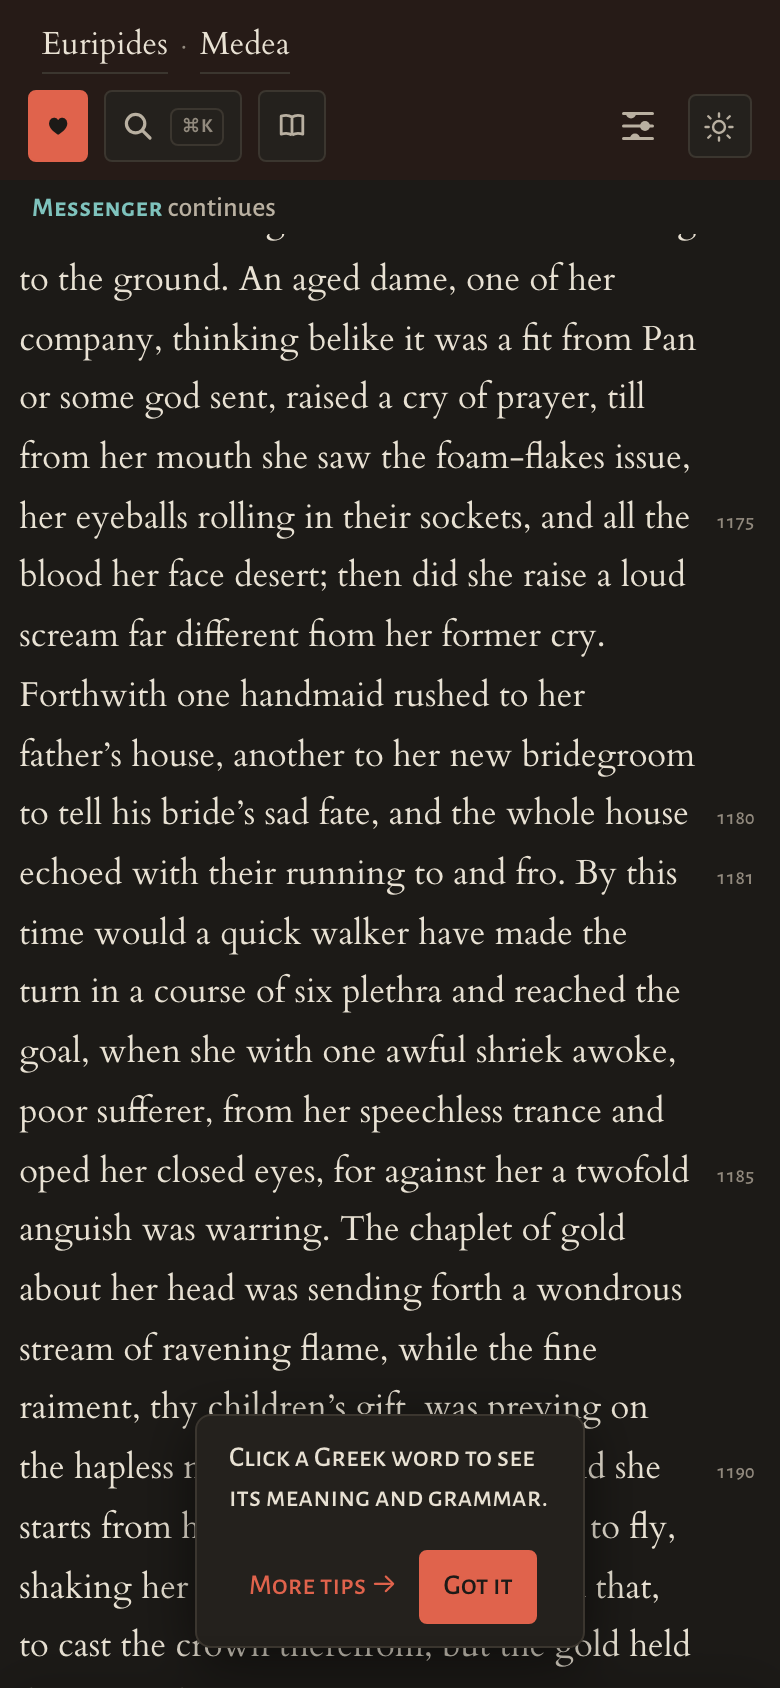 Euripides · Medea
⌘K
Messenger continues
to the ground. An aged dame, one of her
company, thinking belike it was a fit from Pan
or some god sent, raised a cry of prayer, till
from her mouth she saw the foam-flakes issue,
her eyeballs rolling in their sockets, and all the 1175
blood her face desert; then did she raise a loud
scream far different fiom her former cry.
Forthwith one handmaid rushed to her
father’s house, another to her new bridegroom
to tell his bride’s sad fate, and the whole house 1180
echoed with their running to and fro. By this 1181
time would a quick walker have made the
turn in a course of six plethra and reached the
goal, when she with one awful shriek awoke,
poor sufferer, from her speechless trance and
oped her closed eyes, for against her a twofold 1185
anguish was warring. The chaplet of gold
about her head was sending forth a wondrous
stream of ravening flame, while the fine
raiment, thy children’s gift, was preying on
the hapless she 1190
starts from to fly,
shaking her that,
to cast the crown therefrom, but the gold held
Click a Greek word to see
its meaning and grammar.
More tips →
Got it